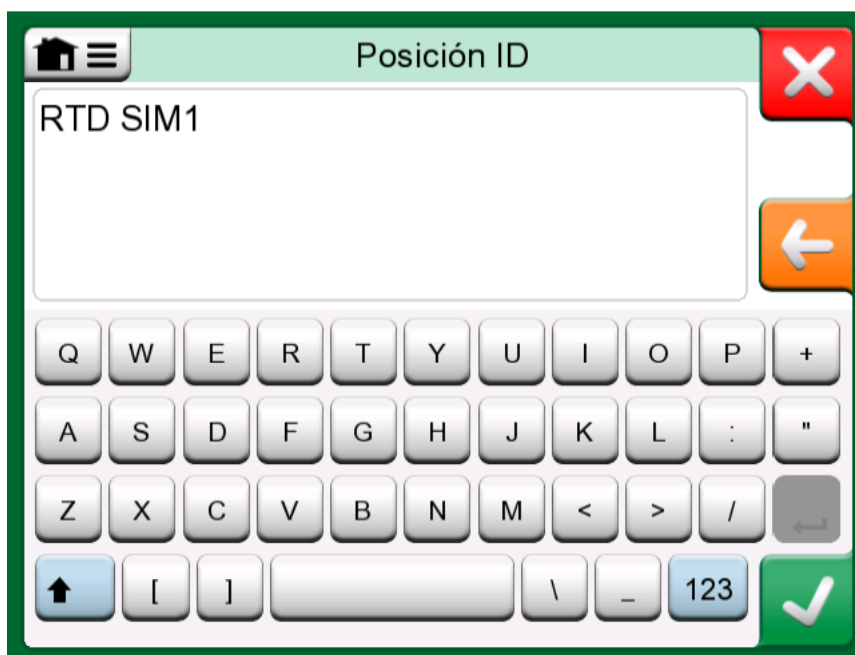 Posición ID
RTD SIM1
Q W E R T Y U I O P +
A S D F G H J K L : "
Z X C V B N M < > /
[ ] \ _ 123